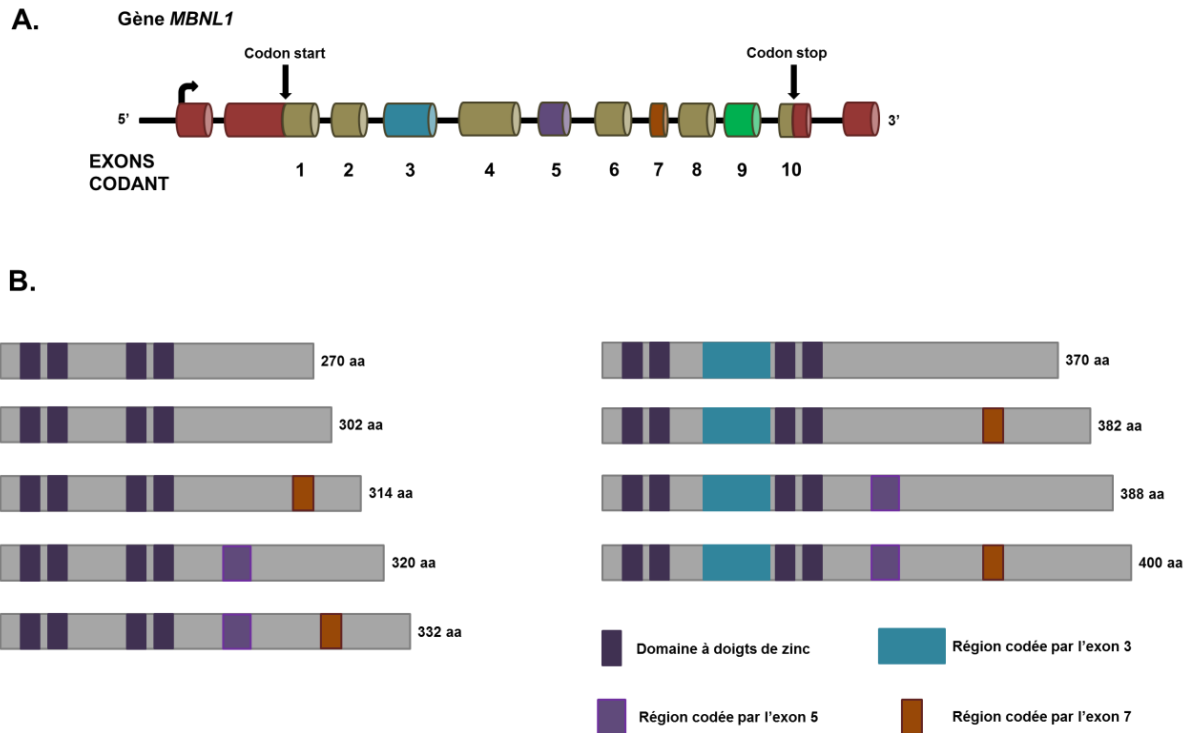 A.
Gène MBNL1
Codon start
Codon stop
5’
3’
EXONS
CODANT
1 2 3 4 5 6 7 8 9 10
B.
270 aa
302 aa
314 aa
320 aa
332 aa
370 aa
382 aa
388 aa
400 aa
Domaine à doigts de zinc
Région codée par l’exon 3
Région codée par l’exon 5
Région codée par l’exon 7